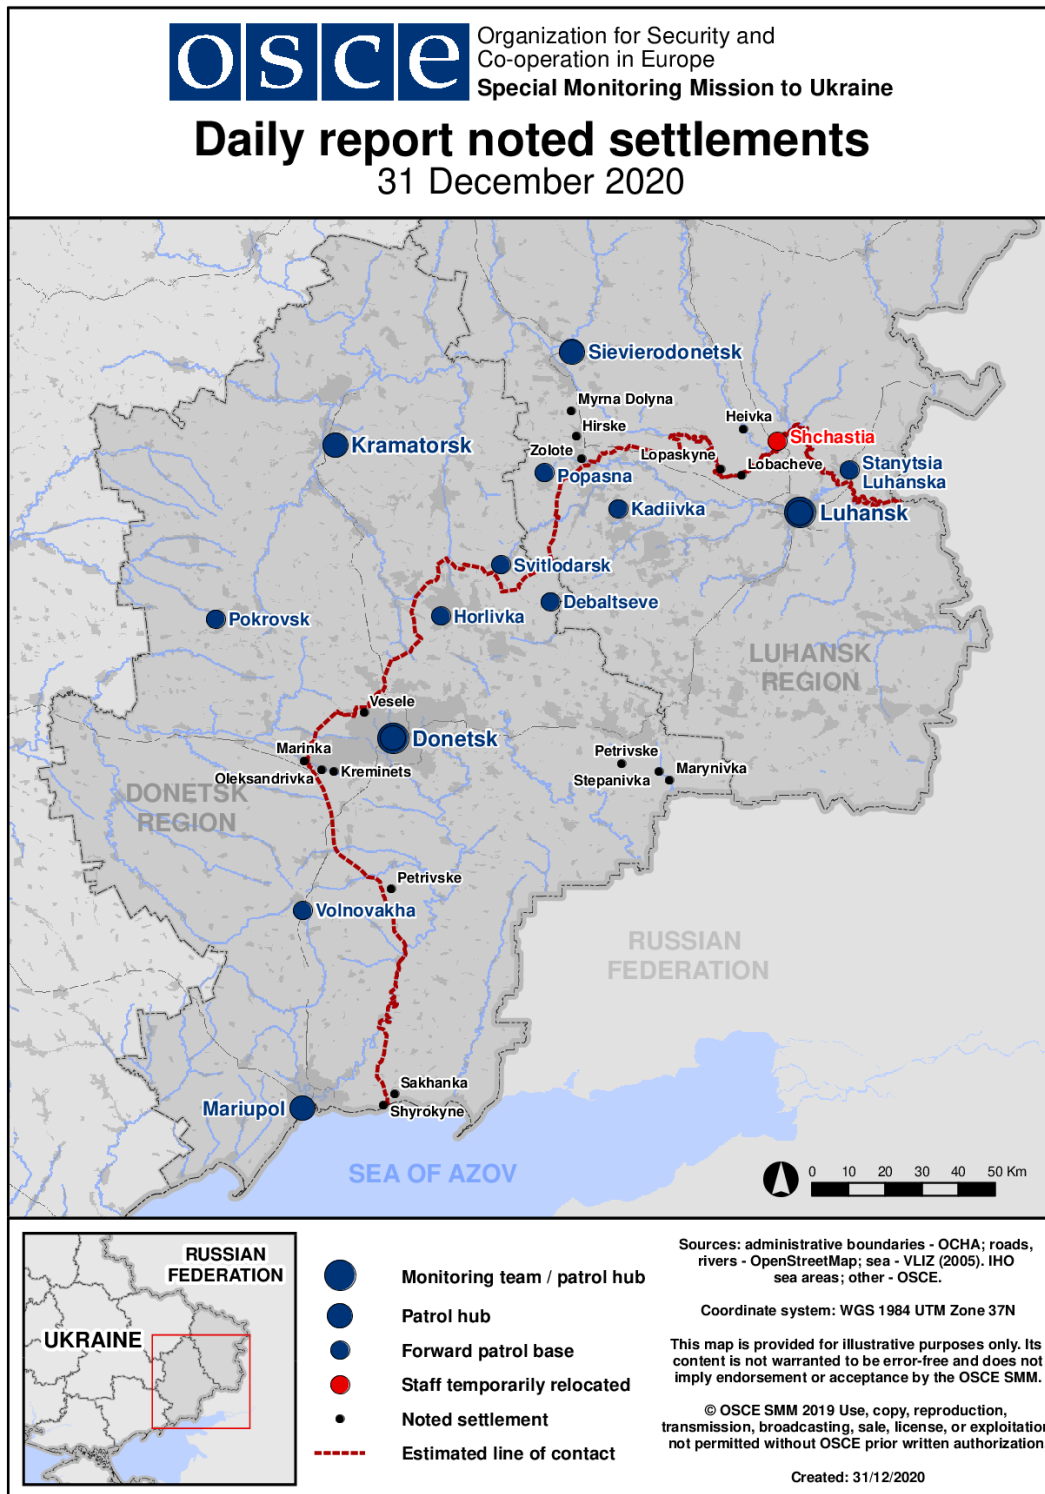 osce
Organization for Security and
Co-operation in Europe
Special Monitoring Mission to Ukraine
Daily report noted settlements
31 December 2020
Sievierodonetsk
Myrna Dolyna
Heivka
Hirske
Shchastia
Kramatorsk
Zolote
Lopaskyne
Lobacheve
Stanytsia
Luhanska
Popasna
Kadiivka
Luhansk
Svitlodarsk
Debaltseve
Pokrovsk
Horlivka
LUHANSK
REGION
Vesele
Donetsk
Marinka
Petrivske
Oleksandrivka
Kreminets
Stepanivka
Marynivka
DONETSK
REGION
Petrivske
Volnovakha
RUSSIAN
FEDERATION
Sakhanka
Mariupol
Shyrokyne
SEA OF AZOV
0 10 20 30 40 50 Km
RUSSIAN
FEDERATION
UKRAINE
Monitoring team / patrol hub
Patrol hub
Forward patrol base
Staff temporarily relocated
Noted settlement
Estimated line of contact
Sources: administrative boundaries - OCHA; roads,
rivers - OpenStreetMap; sea - VLIZ (2005). IHO
sea areas; other - OSCE.
Coordinate system: WGS 1984 UTM Zone 37N
This map is provided for illustrative purposes only. Its
content is not warranted to be error-free and does not
imply endorsement or acceptance by the OSCE SMM.
© OSCE SMM 2019 Use, copy, reproduction,
transmission, broadcasting, sale, license, or exploitation
not permitted without OSCE prior written authorization
Created: 31/12/2020